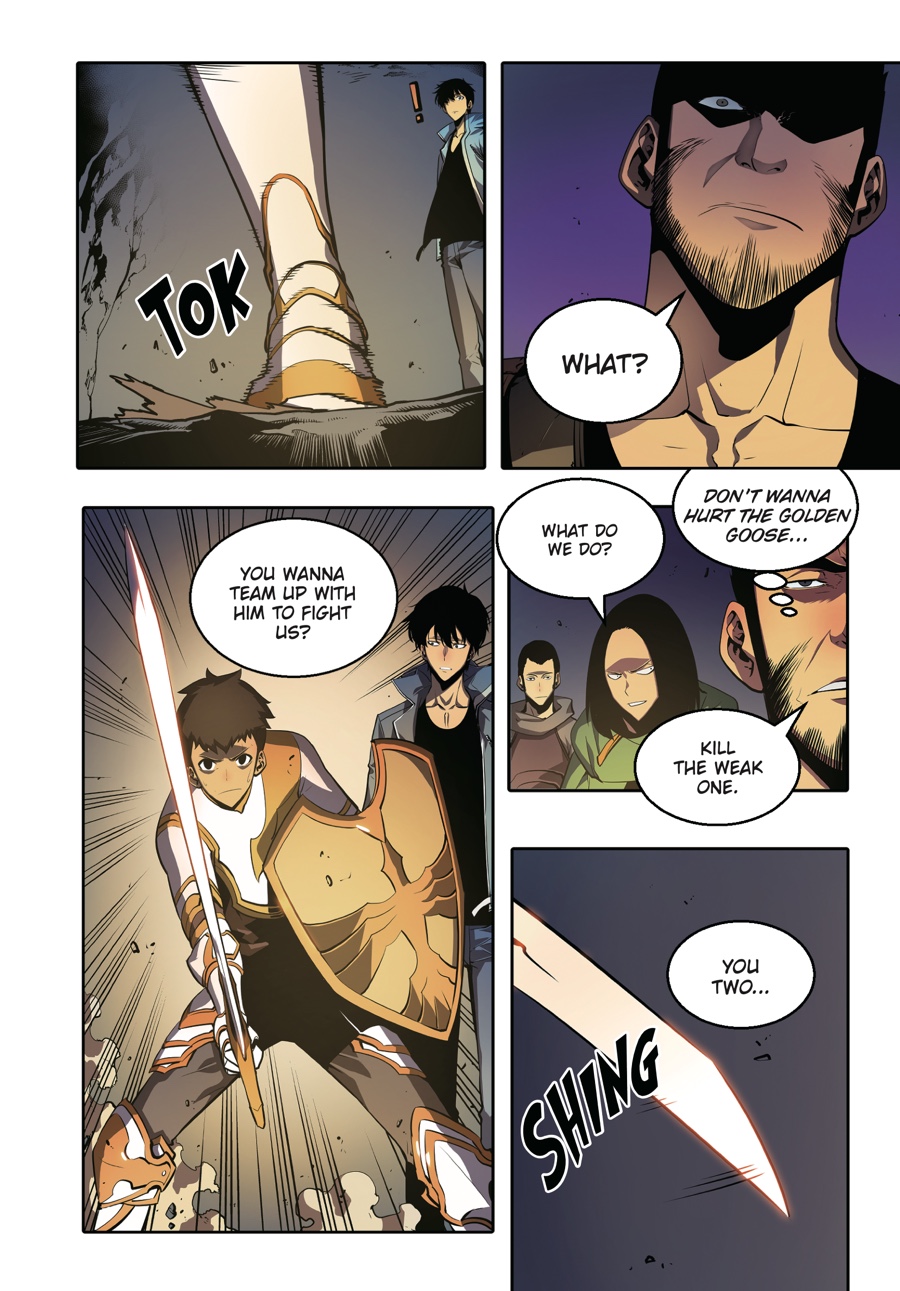 !
TOK
WHAT?
YOU WANNA
TEAM UP WITH
HIM TO FIGHT
US?
WHAT DO
WE DO?
DON'T WANNA
HURT THE GOLDEN
GOOSE...
KILL
THE WEAK
ONE.
YOU
TWO...
SHING